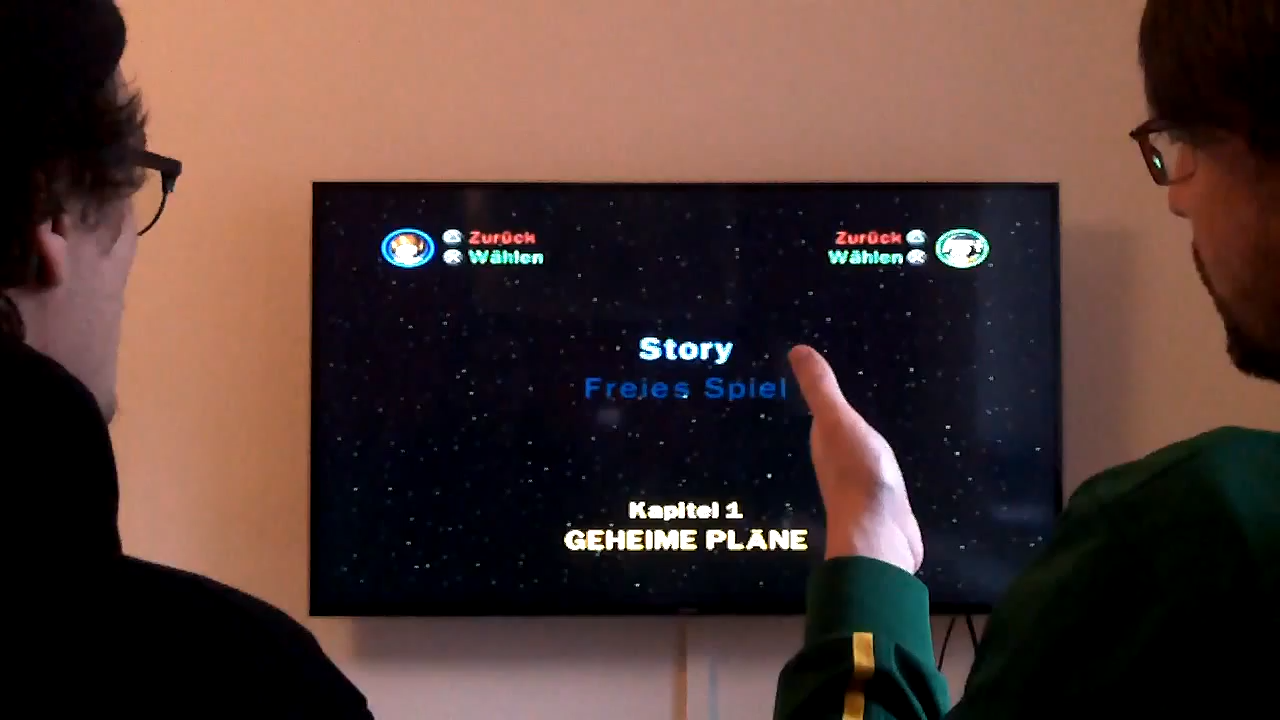 Zurück
Wählen
Zurück
Wählen
Story
Freies Spiel
Kapitel 1
GEHEIME PLÄNE